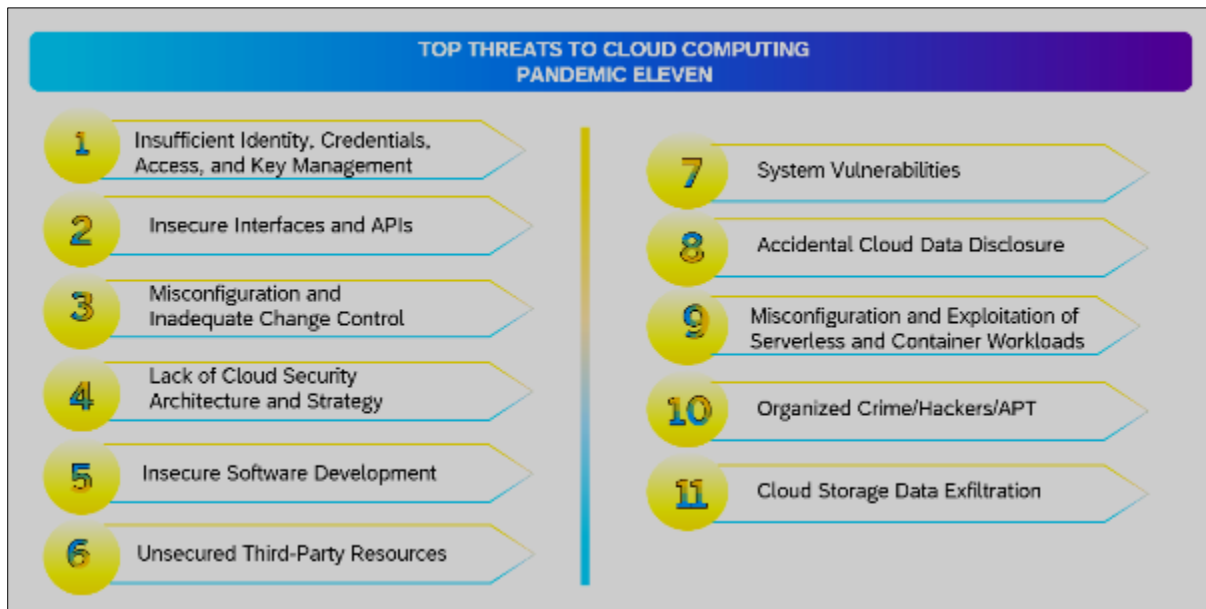 TOP THREATS TO CLOUD COMPUTING
PANDEMIC ELEVEN
1
Insufficient Identity, Credentials,
Access, and Key Management
2
Insecure Interfaces and APIs
3
Misconfiguration and
Inadequate Change Control
4
Lack of Cloud Security
Architecture and Strategy
5
Insecure Software Development
6
Unsecured Third-Party Resources
7
System Vulnerabilities
8
Accidental Cloud Data Disclosure
9
Misconfiguration and Exploitation of
Serverless and Container Workloads
10
Organized Crime/Hackers/APT
11
Cloud Storage Data Exfiltration